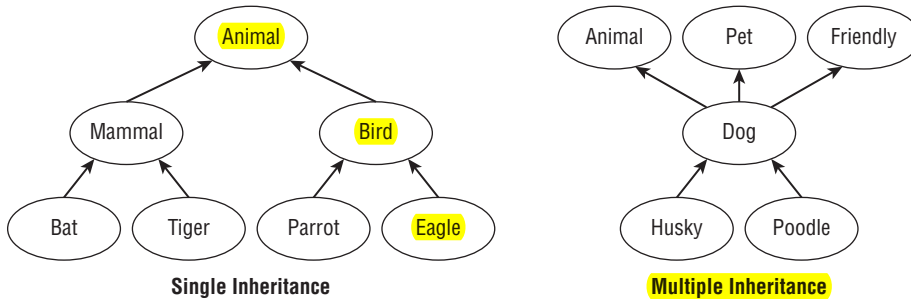 Animal
Mammal
Bird
Bat
Tiger
Parrot
Eagle
Single Inheritance
Animal
Pet
Friendly
Dog
Husky
Poodle
Multiple Inheritance